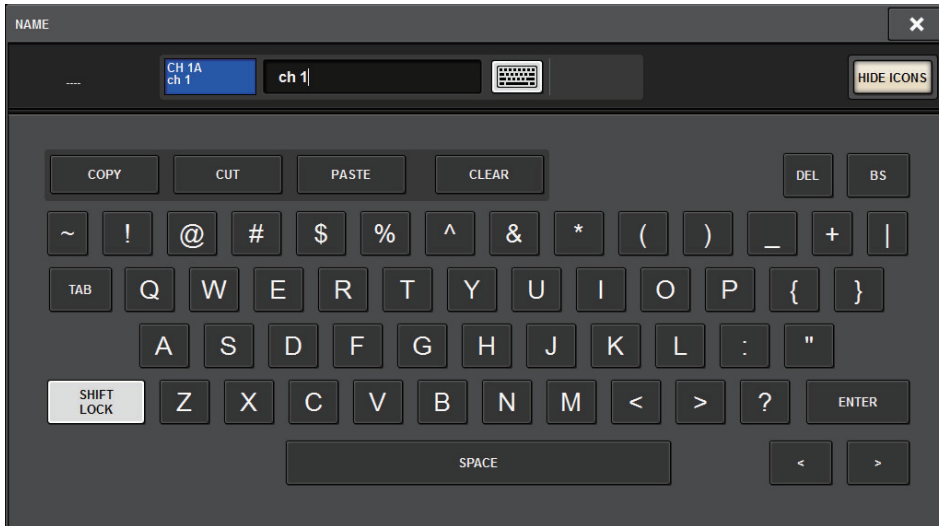 NAME
×
----
CH 1A
ch 1
ch 1
HIDE ICONS
COPY CUT PASTE CLEAR DEL BS
~ ! @ # $ % ^ & * ( ) _ + |
TAB Q W E R T Y U I O P { }
A S D F G H J K L : "
SHIFT
LOCK
Z X C V B N M < > ? ENTER
SPACE < >